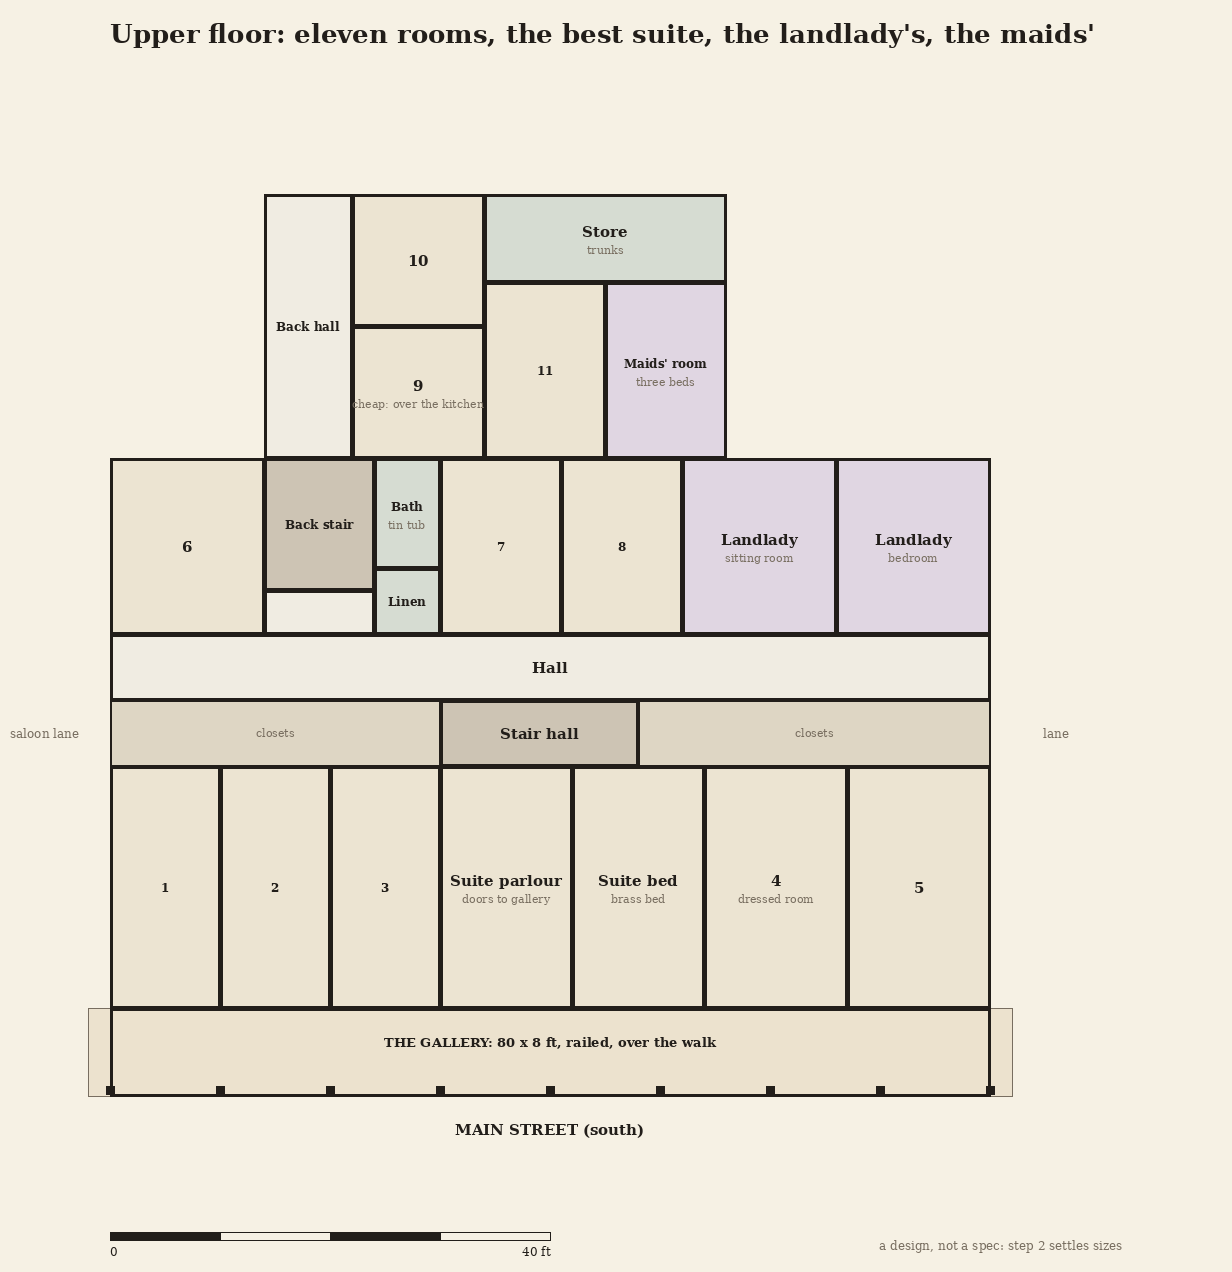 Upper floor: eleven rooms, the best suite, the landlady's, the maids'
Store
trunks
10
Back hall
Maids' room
three beds
11
9
cheap: over the kitchen
Bath
tin tub
Back stair
6
7
8
Landlady
sitting room
Landlady
bedroom
Linen
Hall
saloon lane
closets
Stair hall
closets
lane
1
2
3
Suite parlour
doors to gallery
Suite bed
brass bed
4
dressed room
5
THE GALLERY: 80 x 8 ft, railed, over the walk
MAIN STREET (south)
0
40 ft
a design, not a spec: step 2 settles sizes